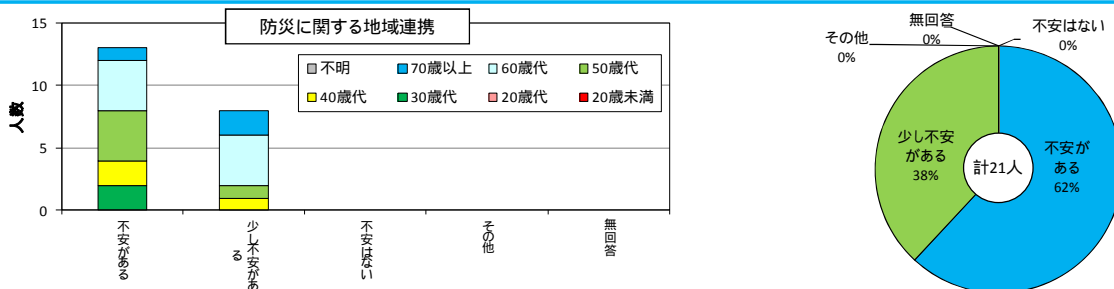 防災に関する地域連携
15
10
5
0
人数
不明
70歳以上
60歳代
50歳代
40歳代
30歳代
20歳代
20歳未満
不安がある
少し不安があ
る
不安はない
その他
無回答
無回答
0%
不安はない
0%
その他
0%
少し不安
がある
38%
計21人
不安が
ある
62%